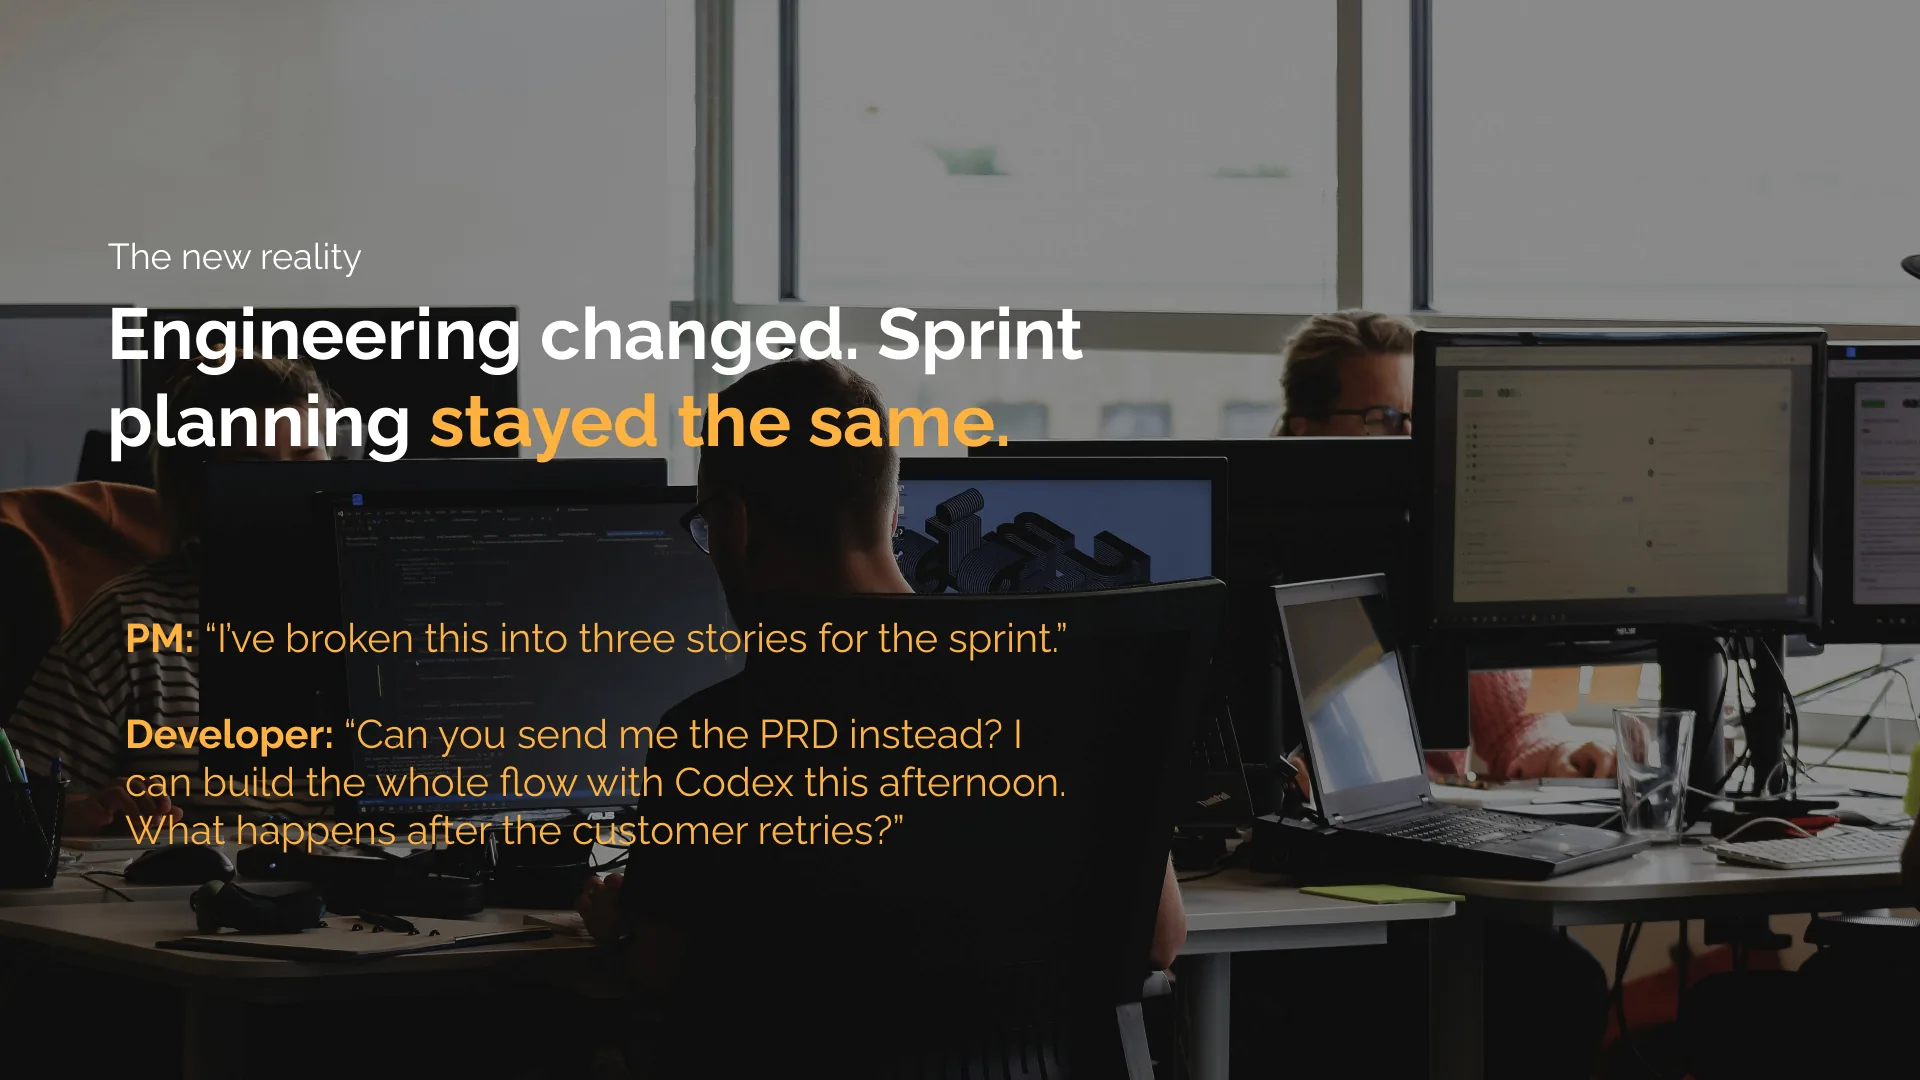 The new reality
Engineering changed. Sprint
planning stayed the same.
PM: “I’ve broken this into three stories for the sprint.”
Developer: “Can you send me the PRD instead? I
can build the whole flow with Codex this afternoon.
What happens after the customer retries?”